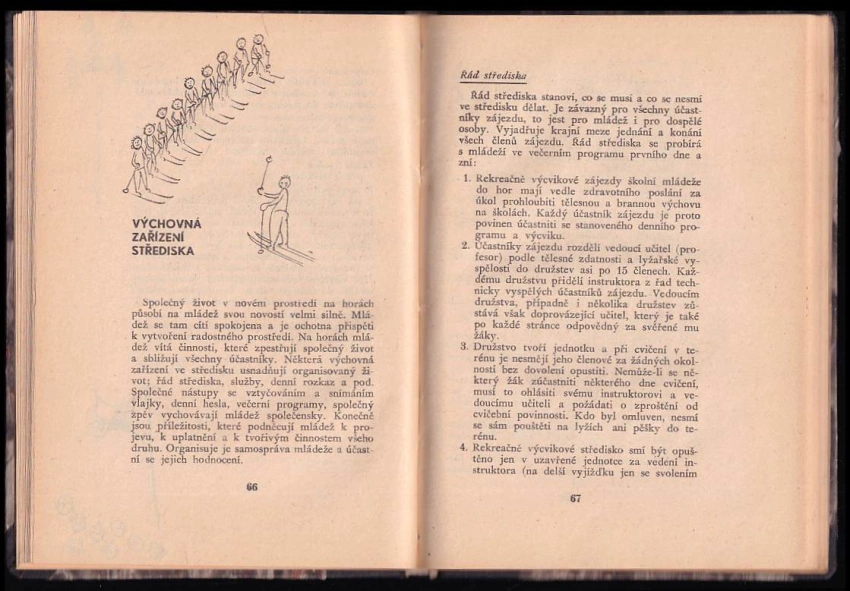 VÝCHOVNÁ
ZAŘÍZENÍ
STŘEDISKA
Společný život v novém prostředí na horách
působí na mládež svou novostí velmi silně. Mlá-
dež se tam cítí spokojena a je ochotna přispěti
k vytvoření radostného prostředí. Na horách mlá-
dež vítá činnosti, které zpestřují společný život
a sbližují všechny účastníky. Některá výchovná
zařízení ve středisku usnadňují organisovaný ži-
vot; řád střediska, služby, denní rozkaz a pod.
Společné nástupy se vztyčováním a snímáním
vlajky, denní hesla, večerní programy, společný
zpěv vychovávají mládež společensky. Konečně
jsou příležitosti, které podněcují mládež k pro-
jevu, k uplatnění a k tvořivým činnostem všeho
druhu. Organisuje je samospráva mládeže a účast-
ní se jejich hodnocení.
66
Řád střediska
Řád střediska stanoví, co se musí a co se nesmí
ve středisku dělat. Je závazný pro všechny účast-
níky zájezdu, to jest pro mládež i pro dospělé
osoby. Vyjadřuje krajní meze jednání a konání
všech členů zájezdu. Řád střediska se probírá
s mládeží ve večerním programu prvního dne a
zní:
1. Rekreačně výcvikové zájezdy školní mládeže
do hor mají vedle zdravotního poslání za
úkol prohloubiti tělesnou a brannou výchovu
na školách. Každý účastník zájezdu je proto
povinen účastniti se stanoveného denního pro-
gramu a výcviku.
2. Účastníky zájezdu rozdělí vedoucí učitel (pro-
fesor) podle tělesné zdatnosti a lyžařské vy-
spělosti do družstev asi po 15 členech. Kaž-
dému družstvu přidělí instruktora z řad tech-
nicky vyspělých účastníků zájezdu. Vedoucím
družstva, případně i několika družstev zů-
stává však doprovázející učitel, který je také
po každé stránce odpovědný za svěřené mu
žáky.
3. Družstvo tvoří jednotku a při cvičení v te-
rénu je nesmějí jeho členové za žádných okol-
ností bez dovolení opustiti. Nemůže-li se ně-
který žák zúčastniti některého dne cvičení,
musí to ohlásiti svému instruktorovi a ve-
doucímu učiteli a požádati o zproštění od
cvičební povinnosti. Kdo byl omluven, nesmí
se sám pouštěti na lyžích ani pěšky do te-
rénu.
4. Rekreačně výcvikové středisko smí být opuš-
těno jen v uzavřené jednotce za vedení in-
struktora (na delší vyjížďku jen se svolením
67